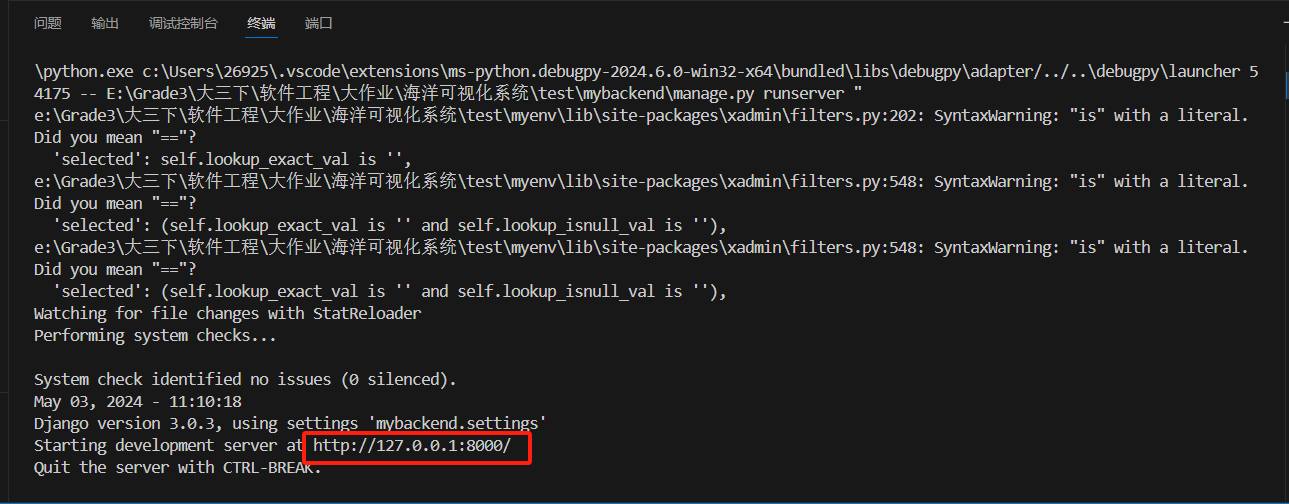 问题 输出 调试控制台 终端 端口
\python.exe c:\Users\26925\.vscode\extensions\ms-python.debugpy-2024.6.0-win32-x64\bundled\libs\debugpy\adapter/../..\debugpy\launcher 5
4175 -- E:\Grade3\大三下\软件工程\大作业\海洋可视化系统\test\mybackend\manage.py runserver "
e:\Grade3\大三下\软件工程\大作业\海洋可视化系统\test\myenv\lib\site-packages\xadmin\filters.py:202: SyntaxWarning: "is" with a literal.
Did you mean "=="?
  'selected': self.lookup_exact_val is '',
e:\Grade3\大三下\软件工程\大作业\海洋可视化系统\test\myenv\lib\site-packages\xadmin\filters.py:548: SyntaxWarning: "is" with a literal.
Did you mean "=="?
  'selected': (self.lookup_exact_val is '' and self.lookup_isnull_val is ''),
e:\Grade3\大三下\软件工程\大作业\海洋可视化系统\test\myenv\lib\site-packages\xadmin\filters.py:548: SyntaxWarning: "is" with a literal.
Did you mean "=="?
  'selected': (self.lookup_exact_val is '' and self.lookup_isnull_val is ''),
Watching for file changes with StatReloader
Performing system checks...
System check identified no issues (0 silenced).
May 03, 2024 - 11:10:18
Django version 3.0.3, using settings 'mybackend.settings'
Starting development server at http://127.0.0.1:8000/
Quit the server with CTRL-BREAK.